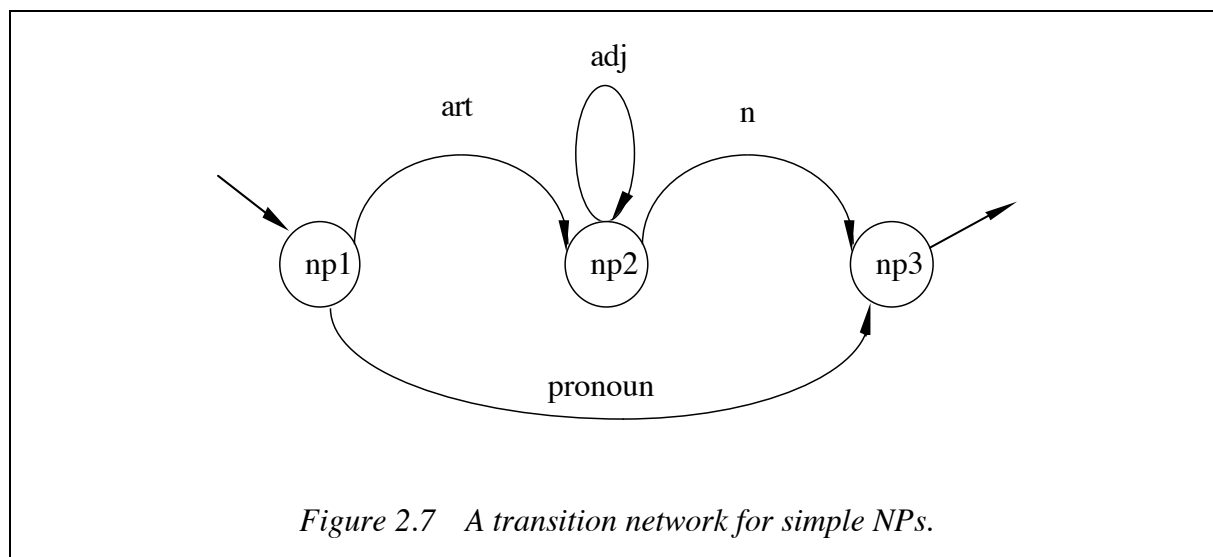 adj
art
n
np1
np2
np3
pronoun
Figure 2.7 A transition network for simple NPs.